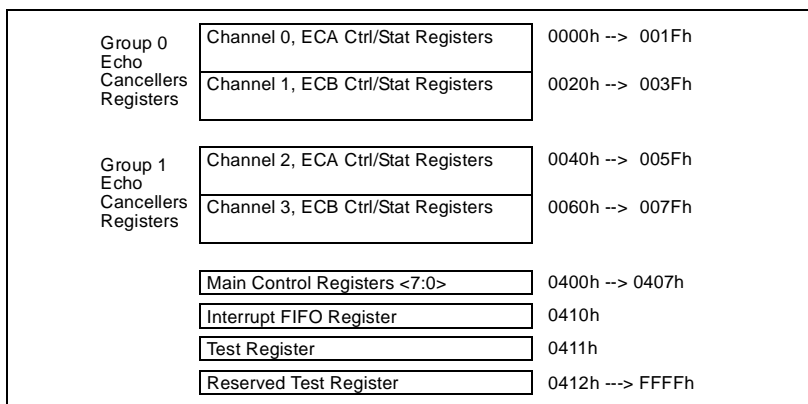 Group 0
Echo
Cancellers
Registers
Channel 0, ECA Ctrl/Stat Registers 0000h --> 001Fh
Channel 1, ECB Ctrl/Stat Registers 0020h --> 003Fh
Group 1
Echo
Cancellers
Registers
Channel 2, ECA Ctrl/Stat Registers 0040h --> 005Fh
Channel 3, ECB Ctrl/Stat Registers 0060h --> 007Fh
Main Control Registers <7:0> 0400h --> 0407h
Interrupt FIFO Register 0410h
Test Register 0411h
Reserved Test Register 0412h ---> FFFFh